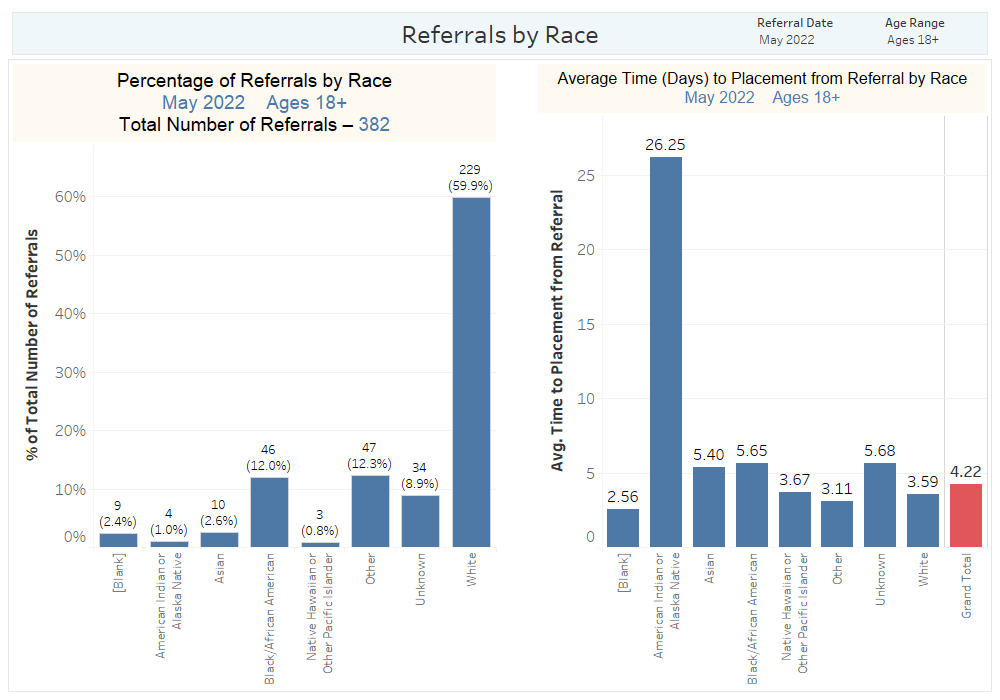 Referrals by Race
Referral Date
May 2022
Age Range
Ages 18+
Percentage of Referrals by Race
May 2022 Ages 18+
Total Number of Referrals – 382
% of Total Number of Referrals
60%
50%
40%
30%
20%
10%
0%
9
(2.4%)
4
(1.0%)
10
(2.6%)
46
(12.0%)
3
(0.8%)
47
(12.3%)
34
(8.9%)
229
(59.9%)
[Blank]
American Indian or
Alaska Native
Asian
Black/African American
Native Hawaiian or
Other Pacific Islander
Other
Unknown
White
Average Time (Days) to Placement from Referral by Race
May 2022 Ages 18+
Avg. Time to Placement from Referral
25
20
15
10
5
0
2.56
26.25
5.40
5.65
3.67
3.11
5.68
3.59
4.22
[Blank]
American Indian or
Alaska Native
Asian
Black/African American
Native Hawaiian or
Other Pacific Islander
Other
Unknown
White
Grand Total